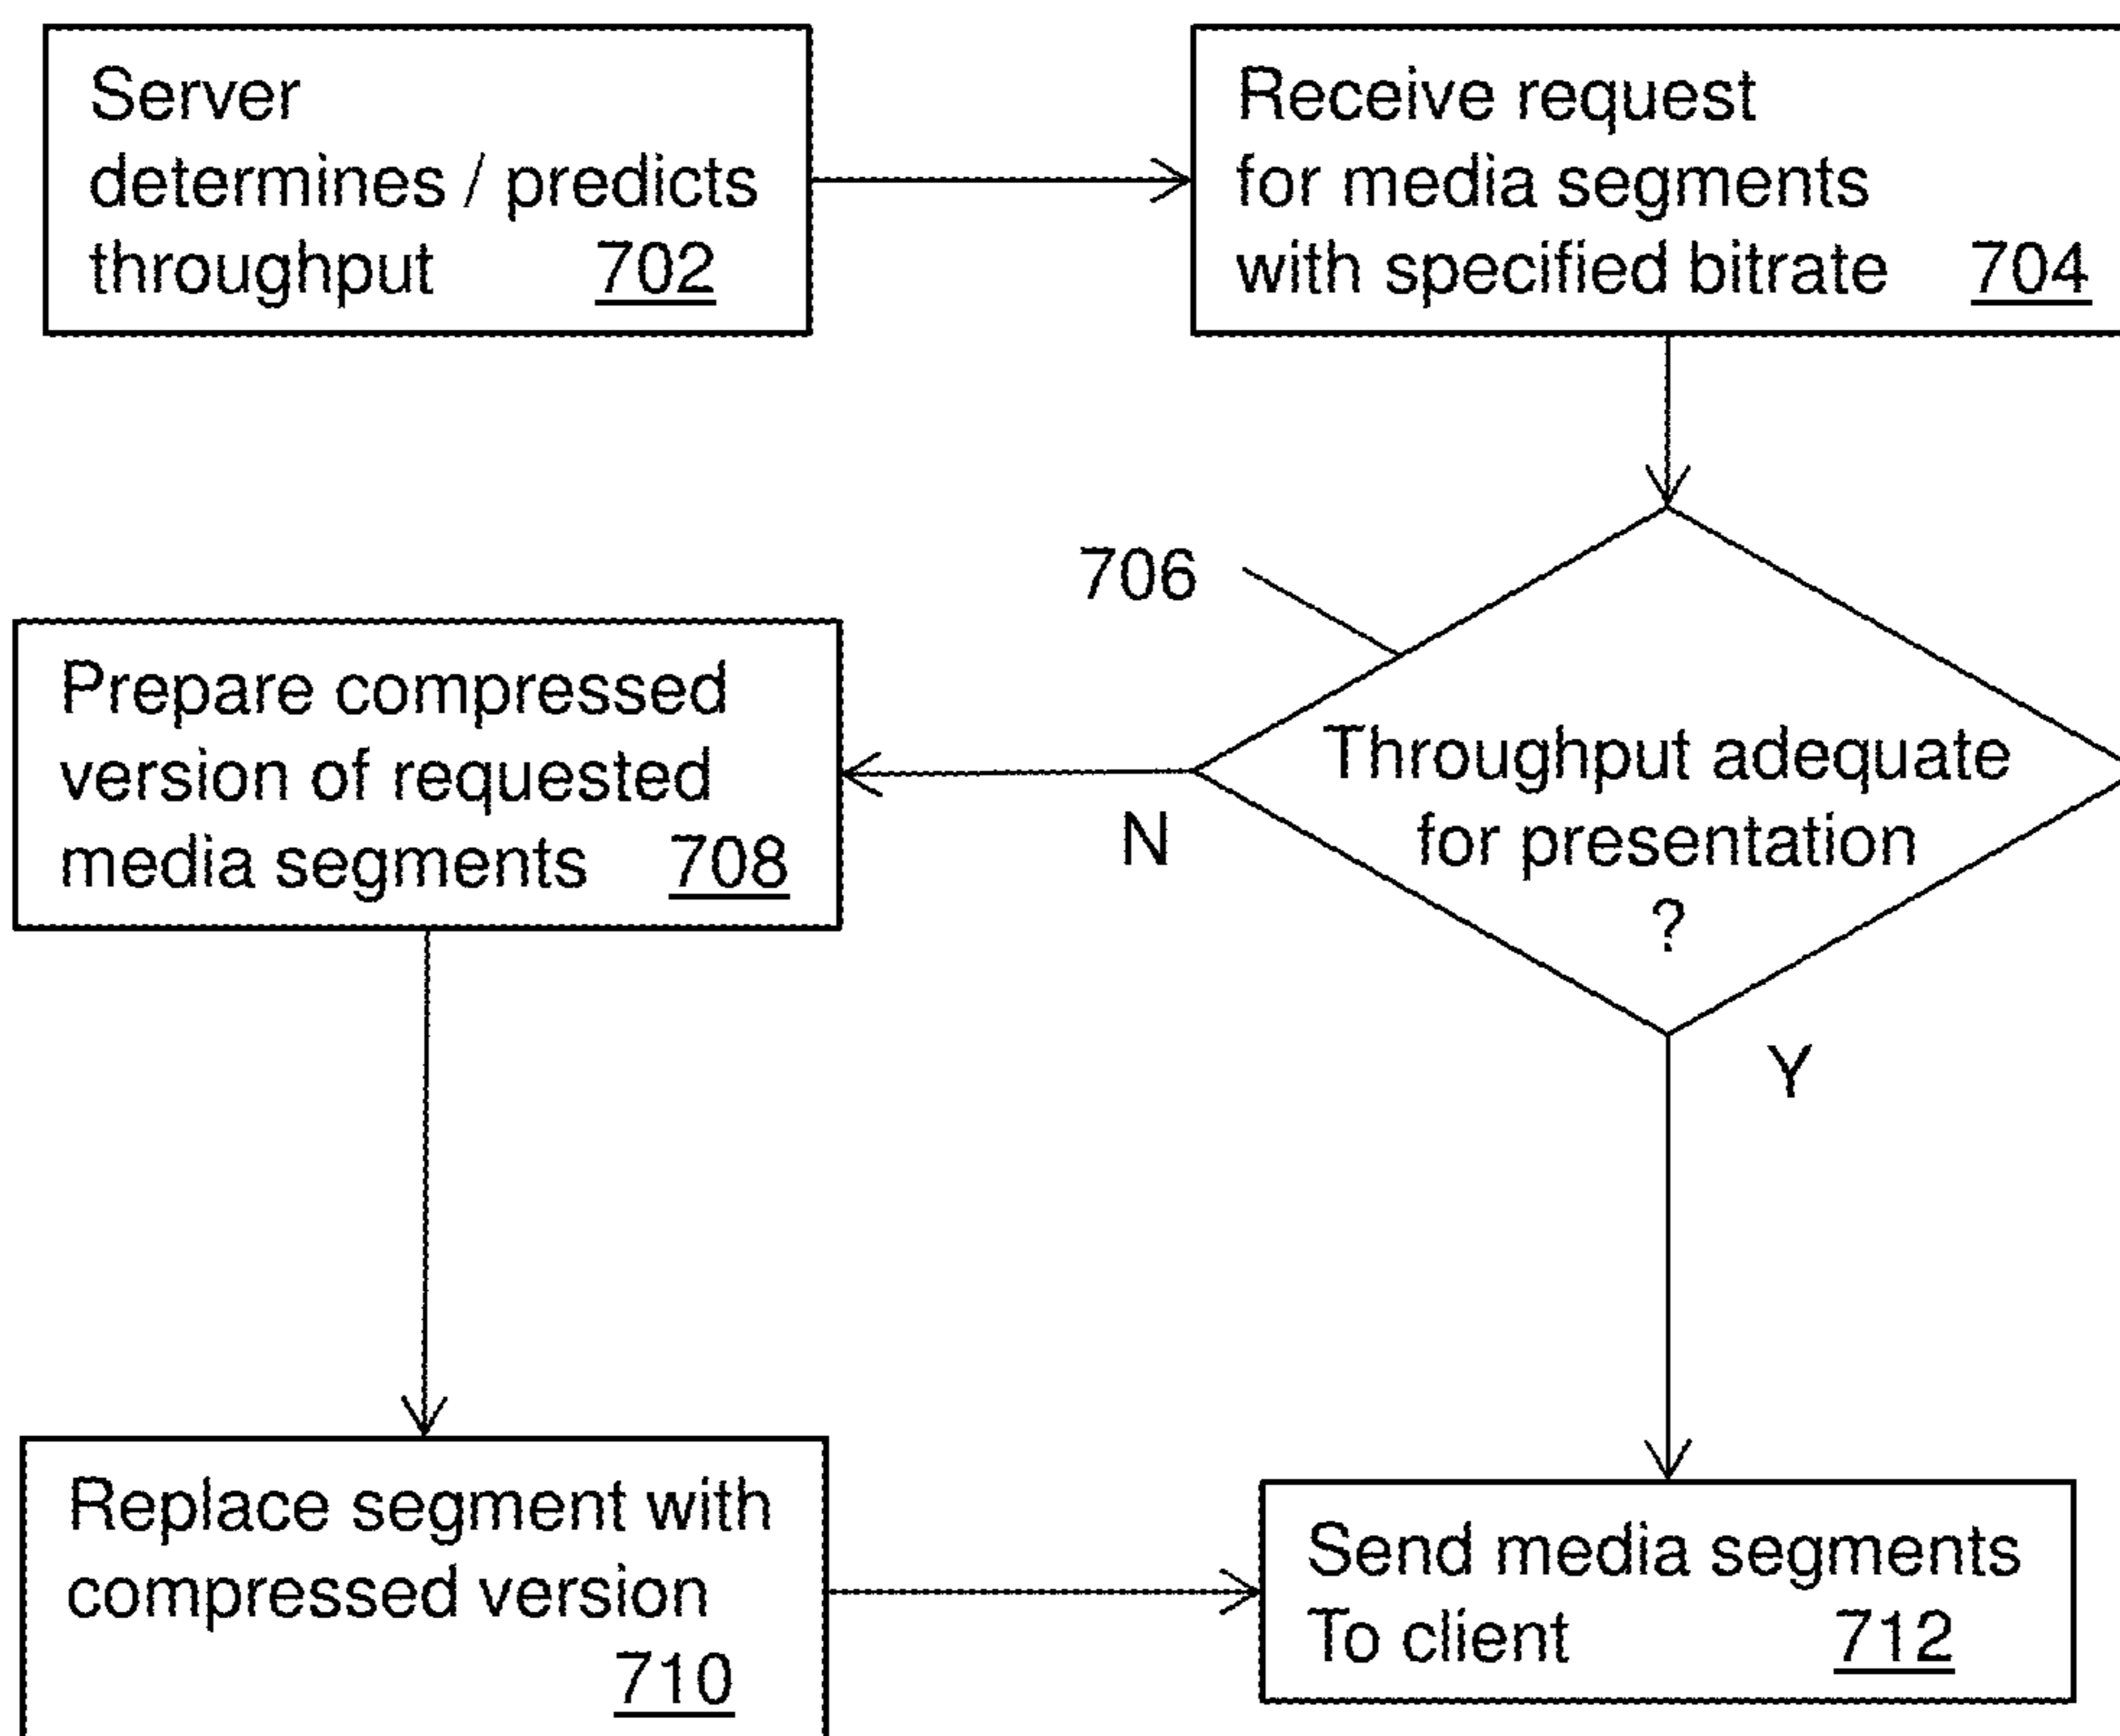 Server
determines / predicts
throughput 702
Receive request
for media segments
with specified bitrate 704
706
Throughput adequate
for presentation
?
N
Y
Prepare compressed
version of requested
media segments 708
Replace segment with
compressed version
710
Send media segments
To client 712